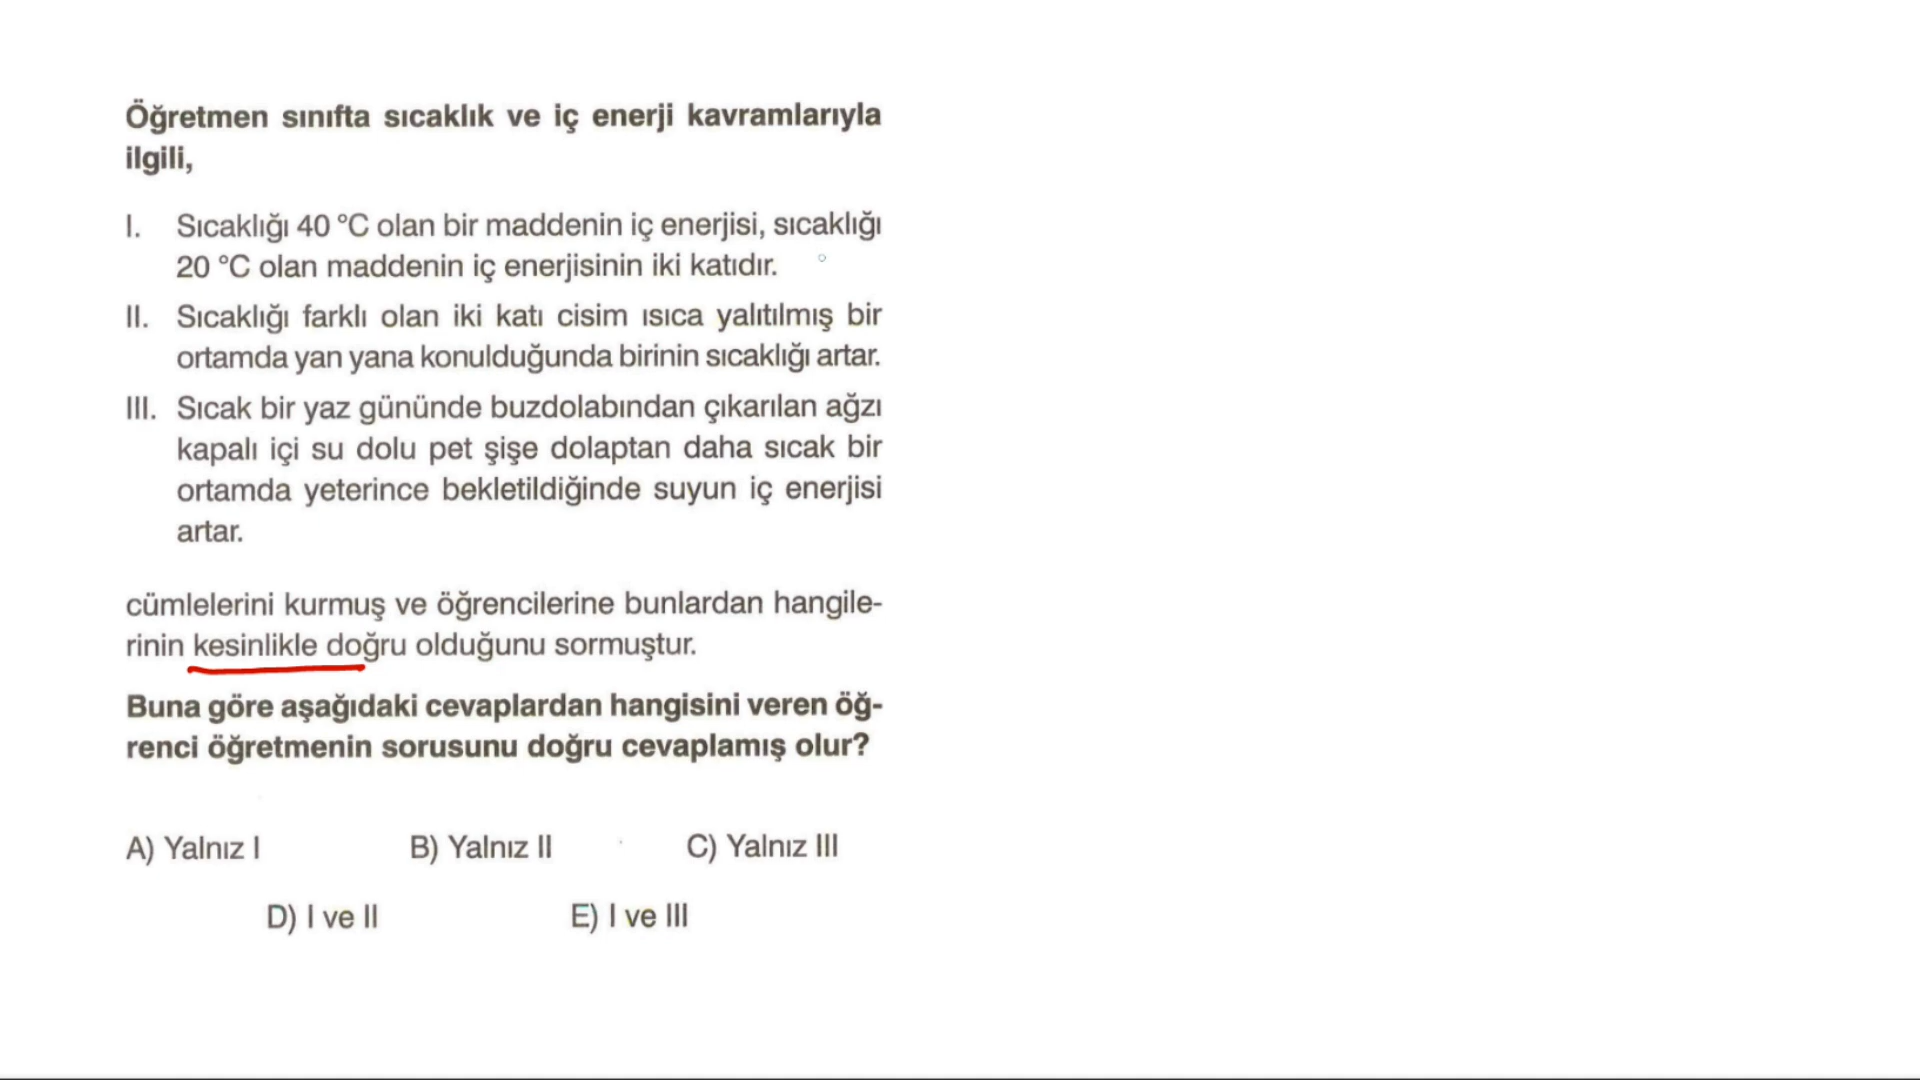 Öğretmen sınıfta sıcaklık ve iç enerji kavramlarıyla
ilgili,
I. Sıcaklığı 40 °C olan bir maddenin iç enerjisi, sıcaklığı
20 °C olan maddenin iç enerjisinin iki katıdır.
II. Sıcaklığı farklı olan iki katı cisim ısıca yalıtılmış bir
ortamda yan yana konulduğunda birinin sıcaklığı artar.
III. Sıcak bir yaz gününde buzdolabından çıkarılan ağzı
kapalı içi su dolu pet şişe dolaptan daha sıcak bir
ortamda yeterince bekletildiğinde suyun iç enerjisi
artar.
cümlelerini kurmuş ve öğrencilerine bunlardan hangile-
rinin kesinlikle doğru olduğunu sormuştur.
Buna göre aşağıdaki cevaplardan hangisini veren öğ-
renci öğretmenin sorusunu doğru cevaplamış olur?
A) Yalnız I B) Yalnız II C) Yalnız III
D) I ve II E) I ve III